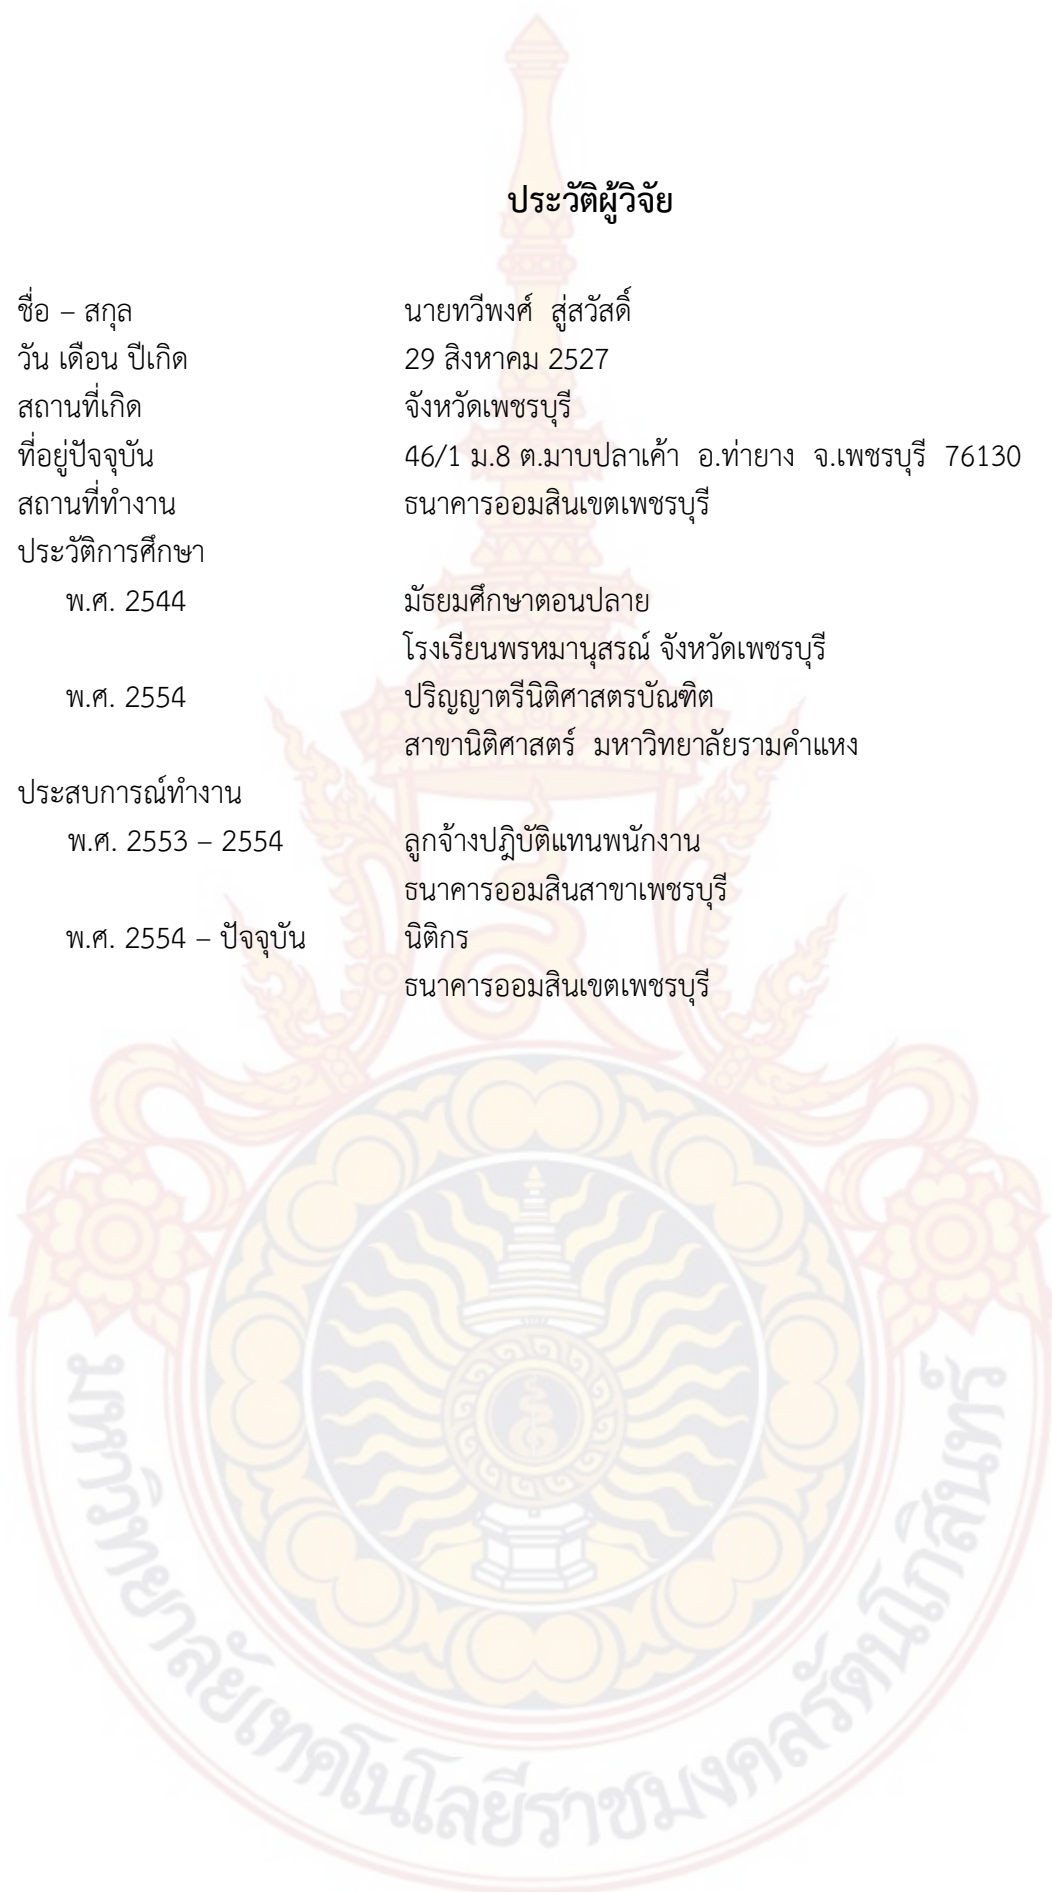 ประวัติผู้วิจัย
ชื่อ – สกุล นายทวีพงศ์ สู่สวัสดิ์
วัน เดือน ปีเกิด 29 สิงหาคม 2527
สถานที่เกิด จังหวัดเพชรบุรี
ที่อยู่ปัจจุบัน 46/1 ม.8 ต.มาบปลาเค้า อ.ท่ายาง จ.เพชรบุรี 76130
สถานที่ทำงาน ธนาคารออมสินเขตเพชรบุรี
ประวัติการศึกษา
พ.ศ. 2544 มัธยมศึกษาตอนปลาย
โรงเรียนพรหมานุสรณ์ จังหวัดเพชรบุรี
พ.ศ. 2554 ปริญญาตรีนิติศาสตรบัณฑิต
สาขานิติศาสตร์ มหาวิทยาลัยรามคำแหง
ประสบการณ์ทำงาน
พ.ศ. 2553 – 2554 ลูกจ้างปฎิบัติแทนพนักงาน
ธนาคารออมสินสาขาเพชรบุรี
พ.ศ. 2554 – ปัจจุบัน นิติกร
ธนาคารออมสินเขตเพชรบุรี
มหาวิทยาลัยเทคโนโลยีราชมงคลรัตนโกสินทร์